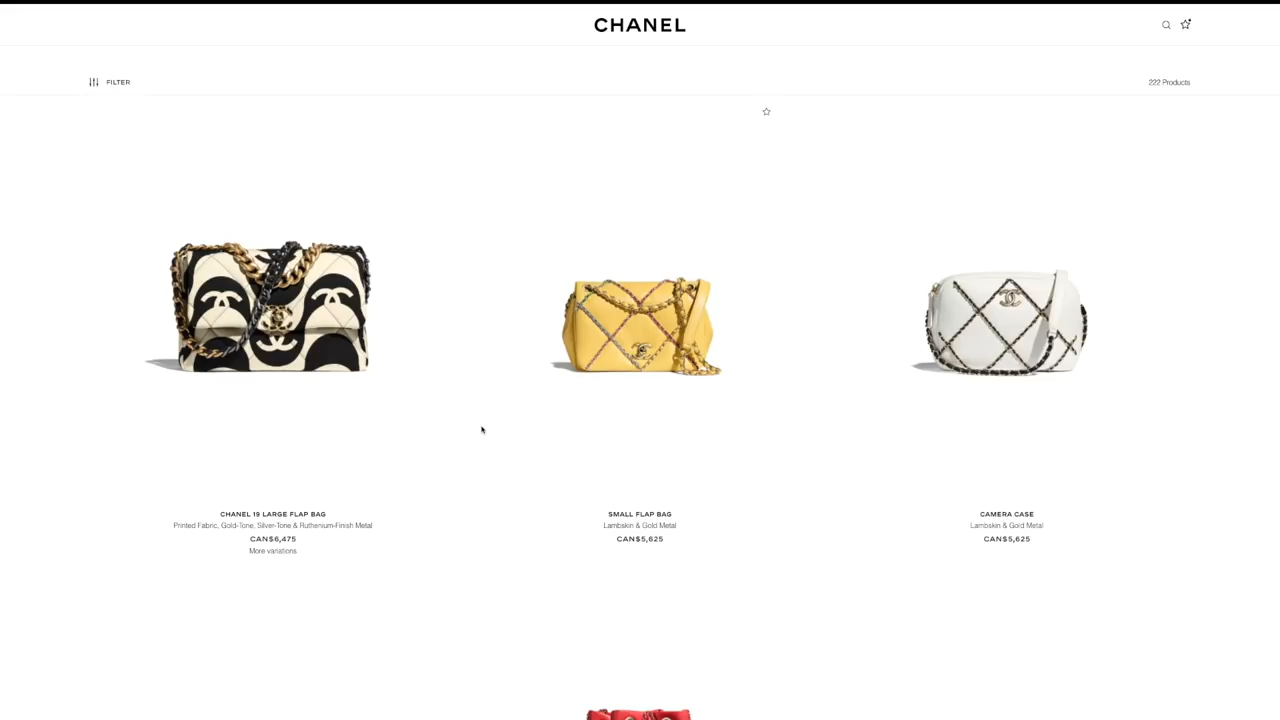 CHANEL
FILTER
222 Products
CHANEL 19 LARGE FLAP BAG
Printed Fabric, Gold-Tone, Silver-Tone & Ruthenium-Finish Metal
CAN$6,475
More variations
SMALL FLAP BAG
Lambskin & Gold Metal
CAN$5,625
CAMERA CASE
Lambskin & Gold Metal
CAN$5,625